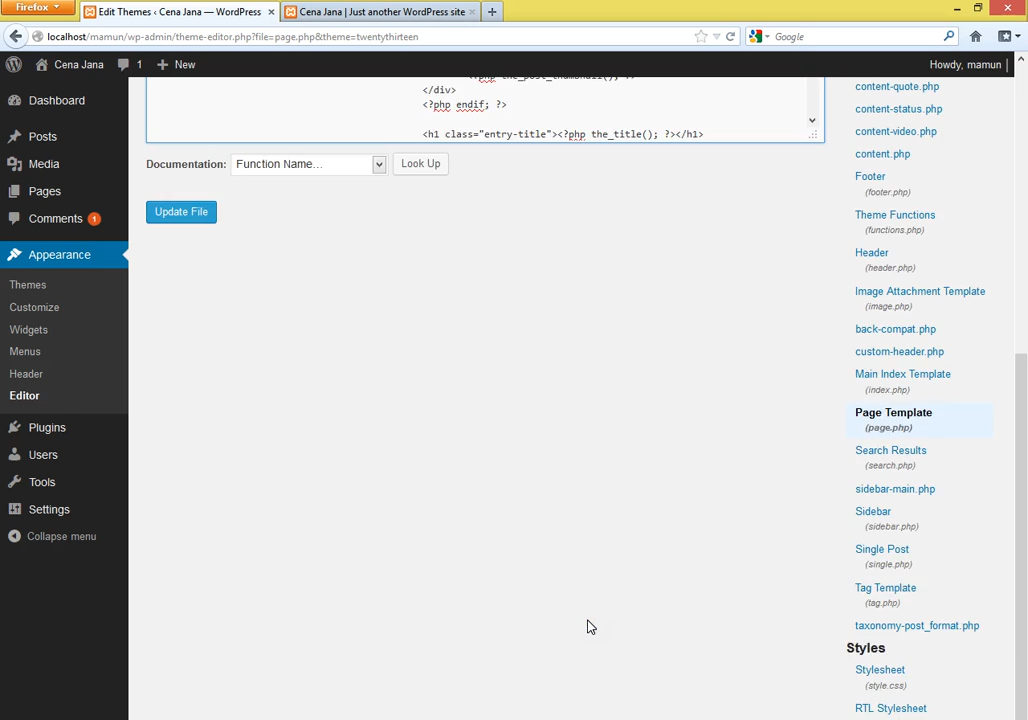 Firefox
Edit Themes ‹ Cena Jana — WordPress
Cena Jana | Just another WordPress site
localhost/mamun/wp-admin/theme-editor.php?file=page.php&theme=twentythirteen
Google
Cena Jana
1
New
Howdy, mamun
Dashboard
Posts
Media
Pages
Comments 1
Appearance
Themes
Customize
Widgets
Menus
Header
Editor
Plugins
Users
Tools
Settings
Collapse menu
<?php the_post_thumbnail(); ?>
</div>
<?php endif; ?>
<h1 class="entry-title"><?php the_title(); ?></h1>
Documentation: Function Name... Look Up
Update File
content-quote.php
content-status.php
content-video.php
content.php
Footer
(footer.php)
Theme Functions
(functions.php)
Header
(header.php)
Image Attachment Template
(image.php)
back-compat.php
custom-header.php
Main Index Template
(index.php)
Page Template
(page.php)
Search Results
(search.php)
sidebar-main.php
Sidebar
(sidebar.php)
Single Post
(single.php)
Tag Template
(tag.php)
taxonomy-post_format.php
Styles
Stylesheet
(style.css)
RTL Stylesheet